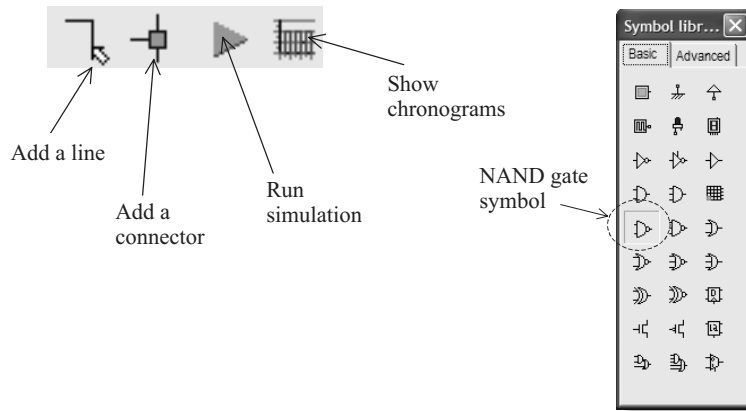 Add a line
Add a
connector
Run
simulation
Show
chronograms
NAND gate
symbol
Symbol libr...
Basic
Advanced